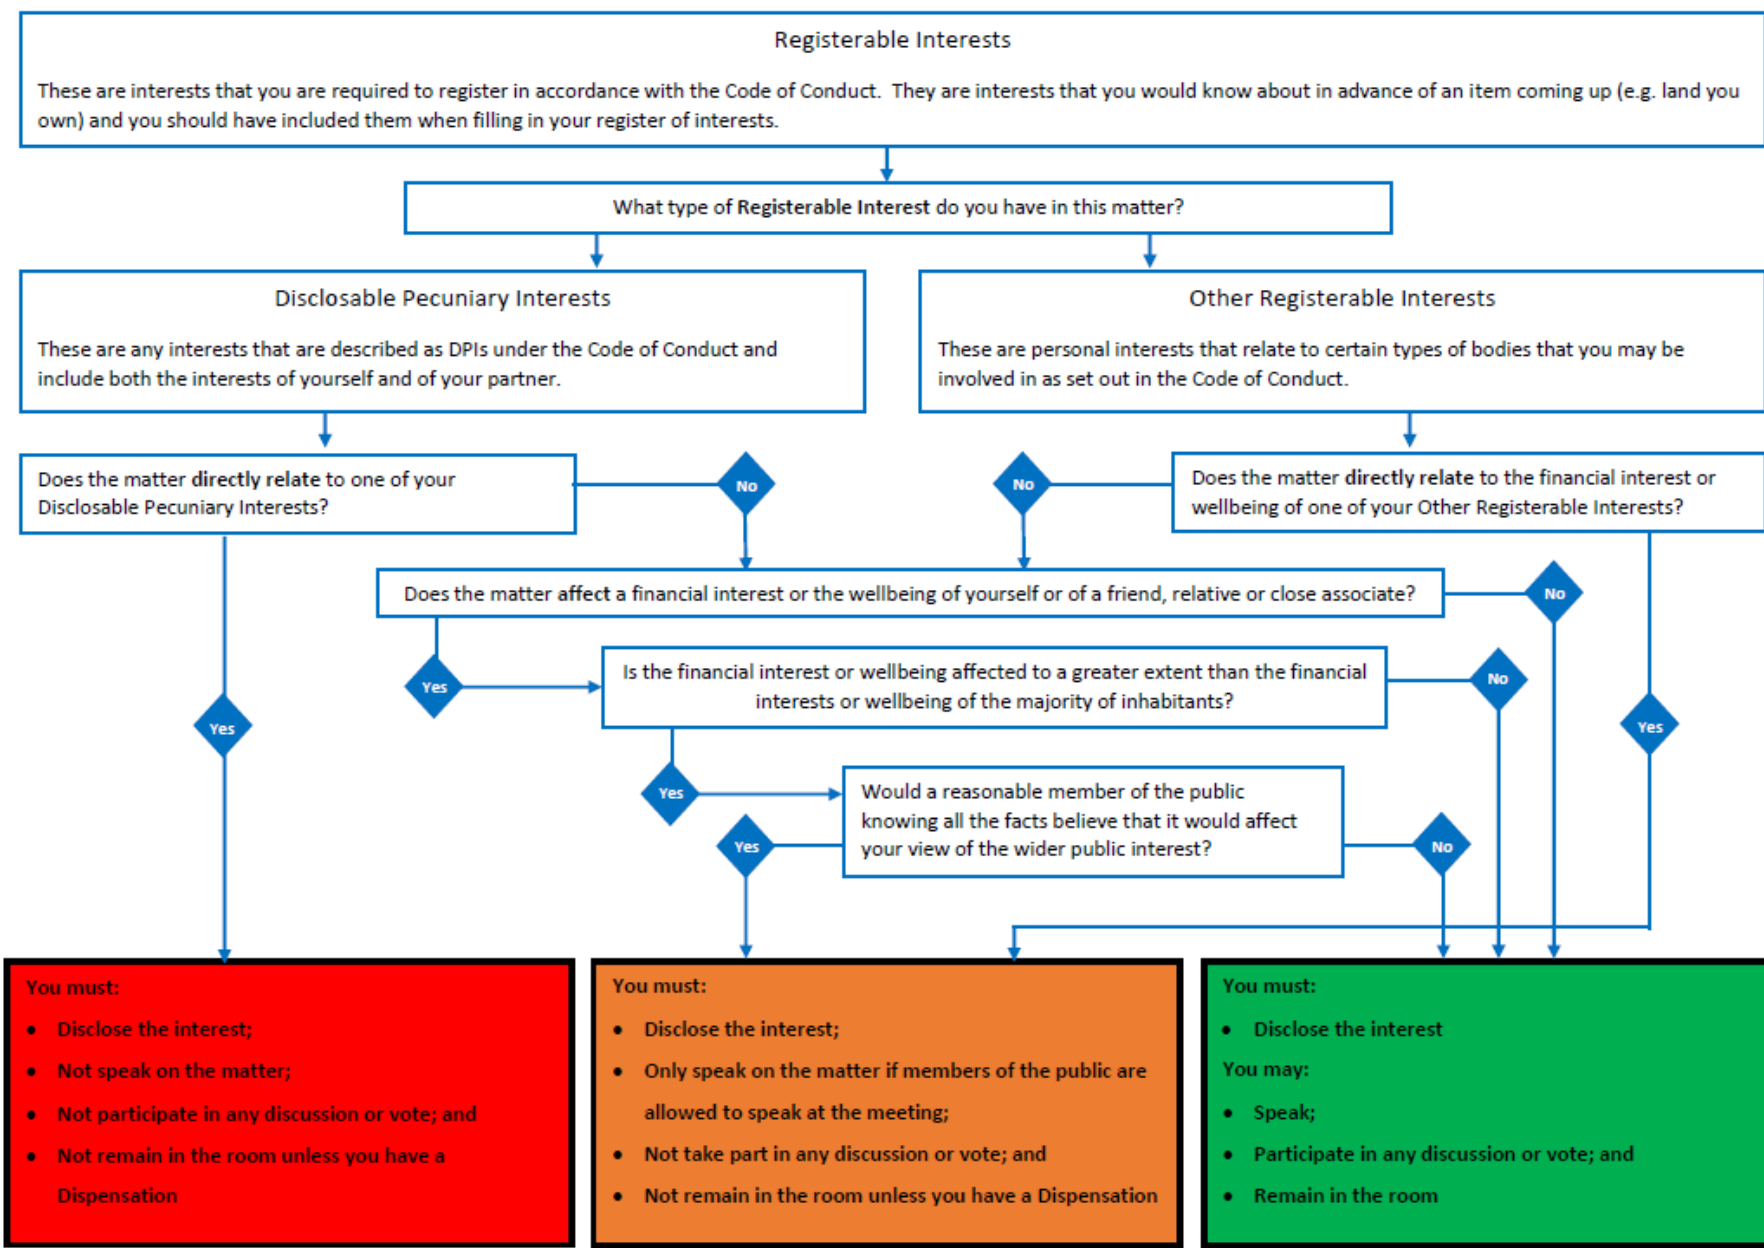 Registerable Interests
These are interests that you are required to register in accordance with the Code of Conduct.  They are interests that you would know about in advance of an item coming up (e.g. land you
own) and you should have included them when filling in your register of interests.
What type of Registerable Interest do you have in this matter?
Disclosable Pecuniary Interests
These are any interests that are described as DPIs under the Code of Conduct and
include both the interests of yourself and of your partner.
Other Registerable Interests
These are personal interests that relate to certain types of bodies that you may be
involved in as set out in the Code of Conduct.
Does the matter directly relate to one of your
Disclosable Pecuniary Interests?
No
No
Does the matter directly relate to the financial interest or
wellbeing of one of your Other Registerable Interests?
Does the matter affect a financial interest or the wellbeing of yourself or of a friend, relative or close associate?
No
Yes
Is the financial interest or wellbeing affected to a greater extent than the financial
interests or wellbeing of the majority of inhabitants?
No
Yes
Yes
Yes
Would a reasonable member of the public
knowing all the facts believe that it would affect
your view of the wider public interest?
Yes
No
You must:
• Disclose the interest;
• Not speak on the matter;
• Not participate in any discussion or vote; and
• Not remain in the room unless you have a
Dispensation
You must:
• Disclose the interest;
• Only speak on the matter if members of the public are
allowed to speak at the meeting;
• Not take part in any discussion or vote; and
• Not remain in the room unless you have a Dispensation
You must:
• Disclose the interest
You may:
• Speak;
• Participate in any discussion or vote; and
• Remain in the room